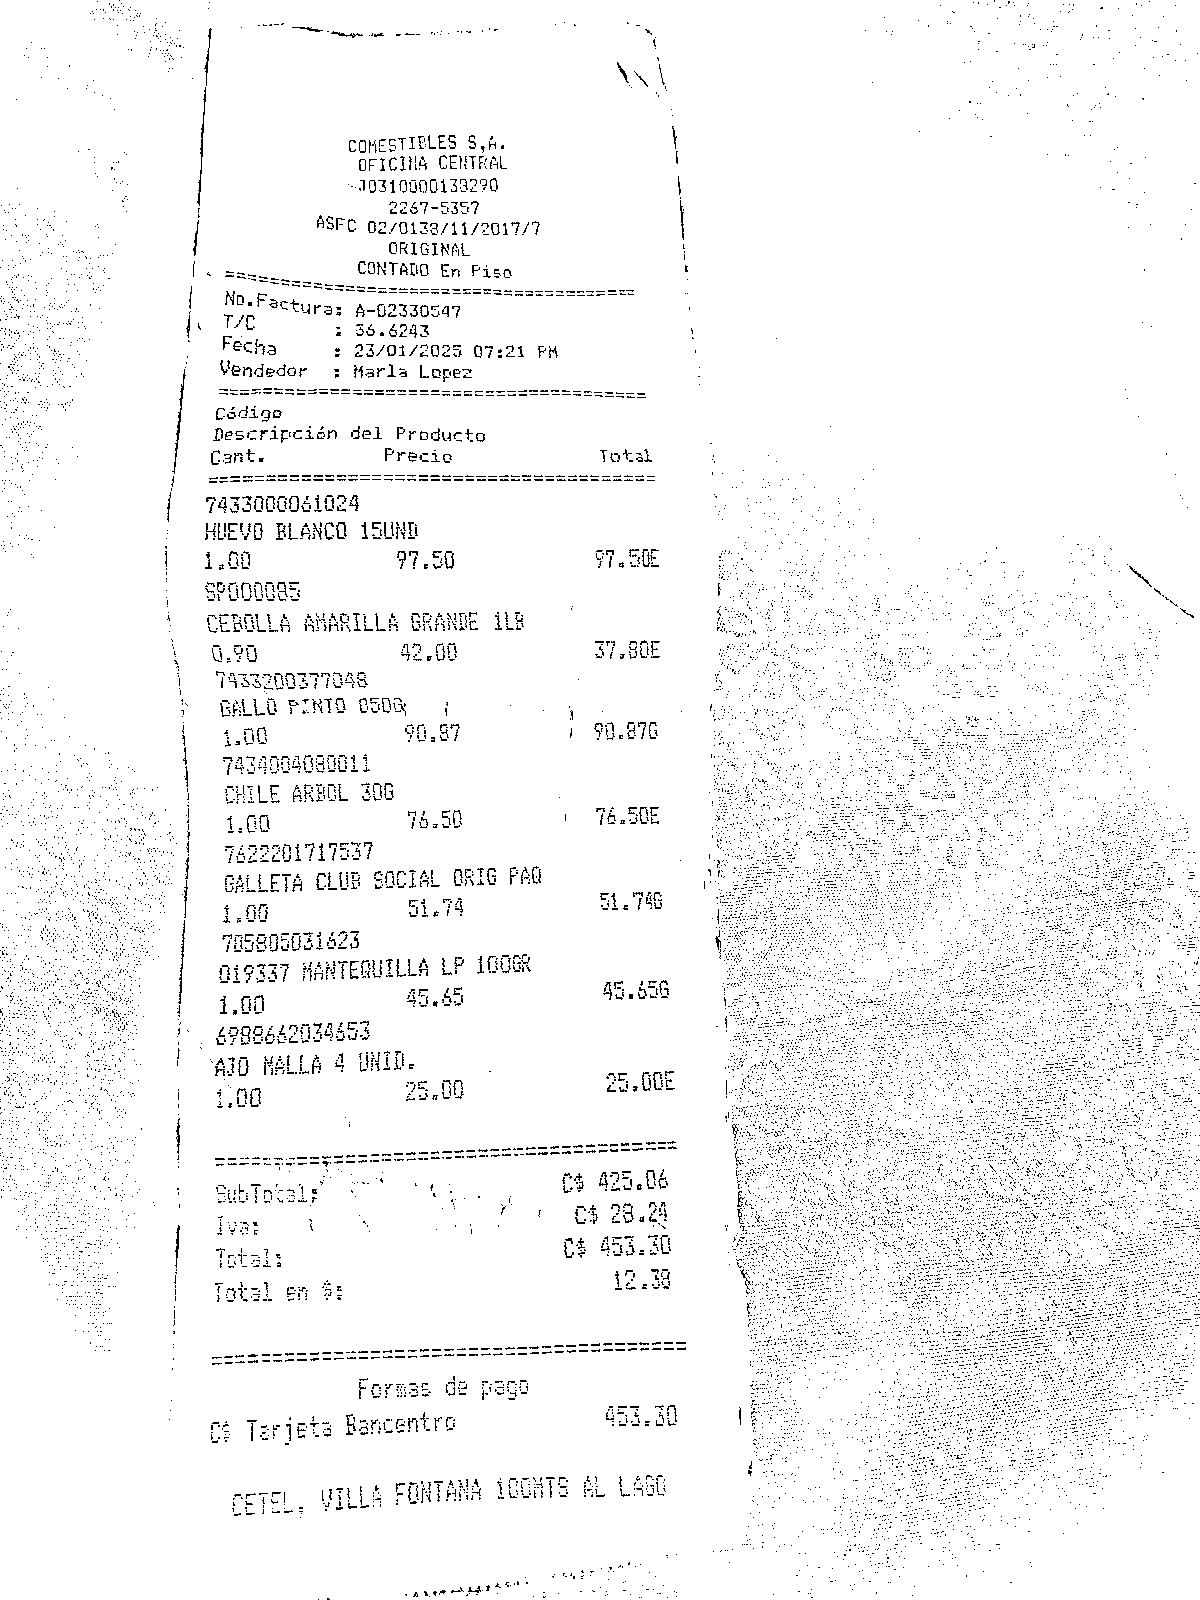 COMESTIBLES S,A.
OFICINA CENTRAL
J0310000138290
2267-5357
ASFC 02/0138/11/2017/7
ORIGINAL
CONTADO En Piso
======================================
No.Factura: A-02330547
T/C : 36.6243
Fecha : 23/01/2025 07:21 PM
Vendedor : Marla Lopez
======================================
Código
Descripción del Producto
Cant. Precio Total
======================================
7433000061024
HUEVO BLANCO 15UND
1.00 97.50 97.50E
SP000085
CEBOLLA AMARILLA GRANDE 1LB
0.90 42.00 37.80E
7433200377048
GALLO PINTO 850G
1.00 90.87 90.87G
7434004080011
CHILE ARBOL 30G
1.00 76.50 76.50E
7622201717537
GALLETA CLUB SOCIAL ORIG PAQ
1.00 51.74 51.74G
705805031623
019337 MANTEQUILLA LP 100GR
1.00 45.65 45.65G
6988662034653
AJO MALLA 4 UNID.
1.00 25.00 25.00E
======================================
SubTotal: C$ 425.06
Iva: C$ 28.24
Total: C$ 453.30
Total en $: 12.38
======================================
Formas de pago
C$ Tarjeta Bancentro 453.30
CETEL, VILLA FONTANA 100MTS AL LAGO